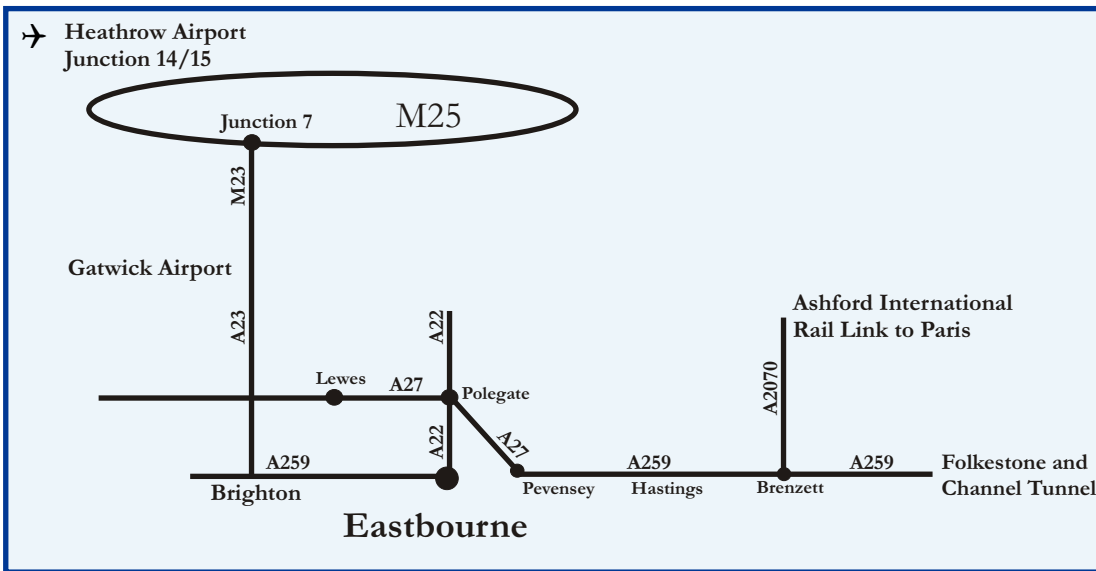 Heathrow Airport
Junction 14/15
Junction 7
M25
M23
Gatwick Airport
A23
A22
Ashford International
Rail Link to Paris
A2070
Lewes
A27
Polegate
A22
A27
A259
A259
A259
Brighton
Pevensey
Hastings
Brenzett
Folkestone and
Channel Tunnel
Eastbourne